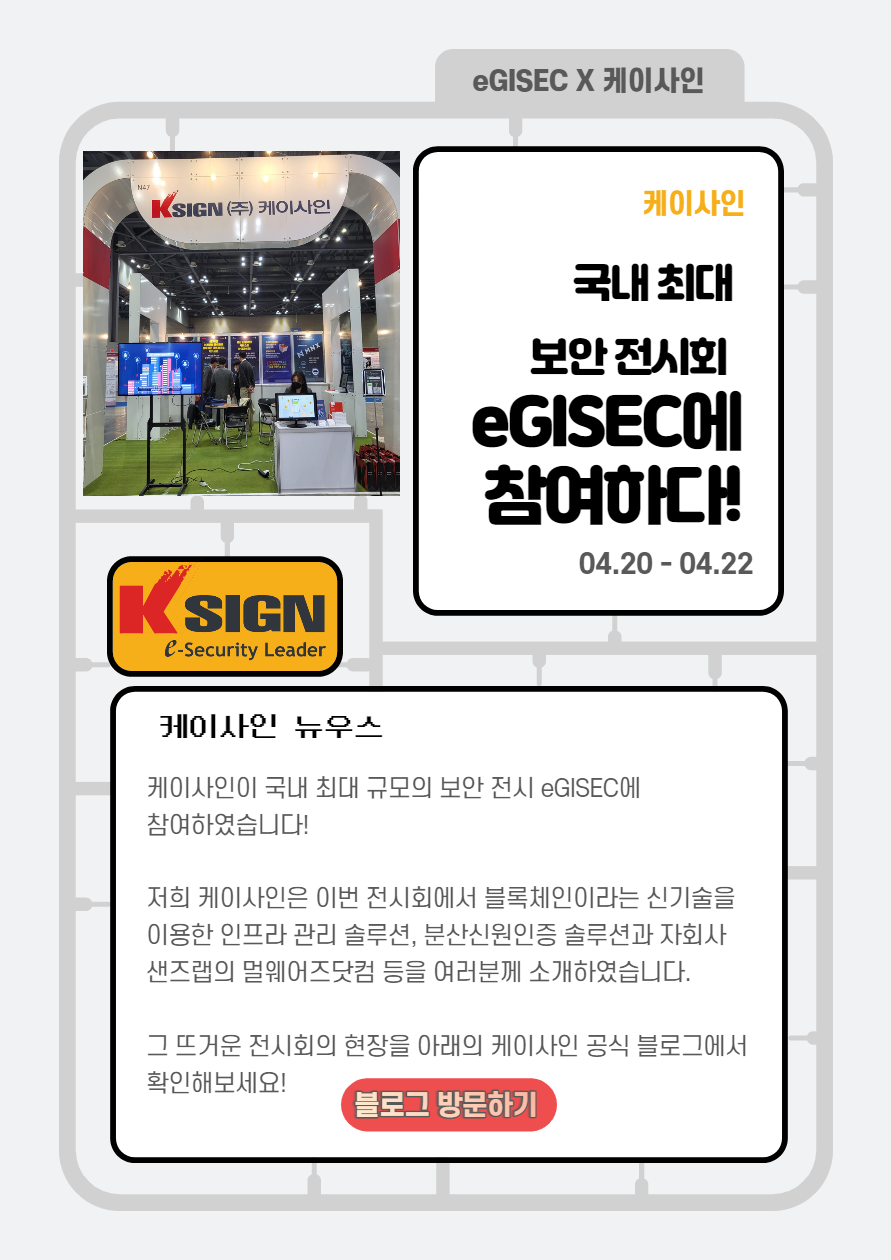 eGISEC X 케이사인
N47
KSIGN (주) 케이사인
케이사인
국내 최대
보안 전시회
eGISEC에
참여하다!
04.20 - 04.22
KSIGN
e-Security Leader
케이사인 뉴우스
케이사인이 국내 최대 규모의 보안 전시 eGISEC에
참여하였습니다!
저희 케이사인은 이번 전시회에서 블록체인이라는 신기술을
이용한 인프라 관리 솔루션, 분산신원인증 솔루션과 자회사
샌즈랩의 멀웨어즈닷컴 등을 여러분께 소개하였습니다.
그 뜨거운 전시회의 현장을 아래의 케이사인 공식 블로그에서
확인해보세요!
블로그 방문하기